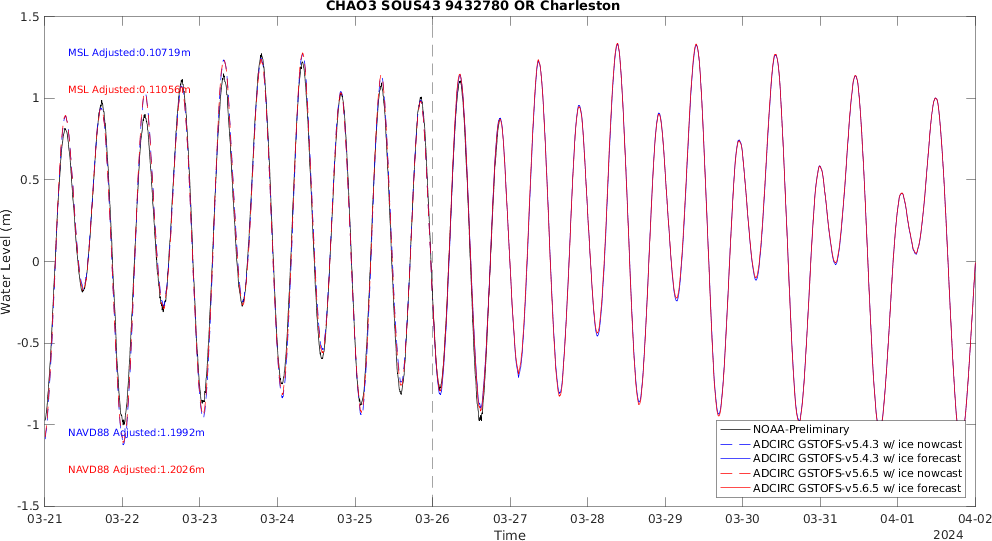 CHAO3 SOUS43 9432780 OR Charleston
1.5
1
0.5
0
-0.5
-1
-1.5
Water Level (m)
MSL Adjusted:0.10719m
MSL Adjusted:0.11056m
NAVD88 Adjusted:1.1992m
NAVD88 Adjusted:1.2026m
NOAA-Preliminary
ADCIRC GSTOFS-v5.4.3 w/ ice nowcast
ADCIRC GSTOFS-v5.4.3 w/ ice forecast
ADCIRC GSTOFS-v5.6.5 w/ ice nowcast
ADCIRC GSTOFS-v5.6.5 w/ ice forecast
03-21 03-22 03-23 03-24 03-25 03-26 03-27 03-28 03-29 03-30 03-31 04-01 04-02
Time
2024